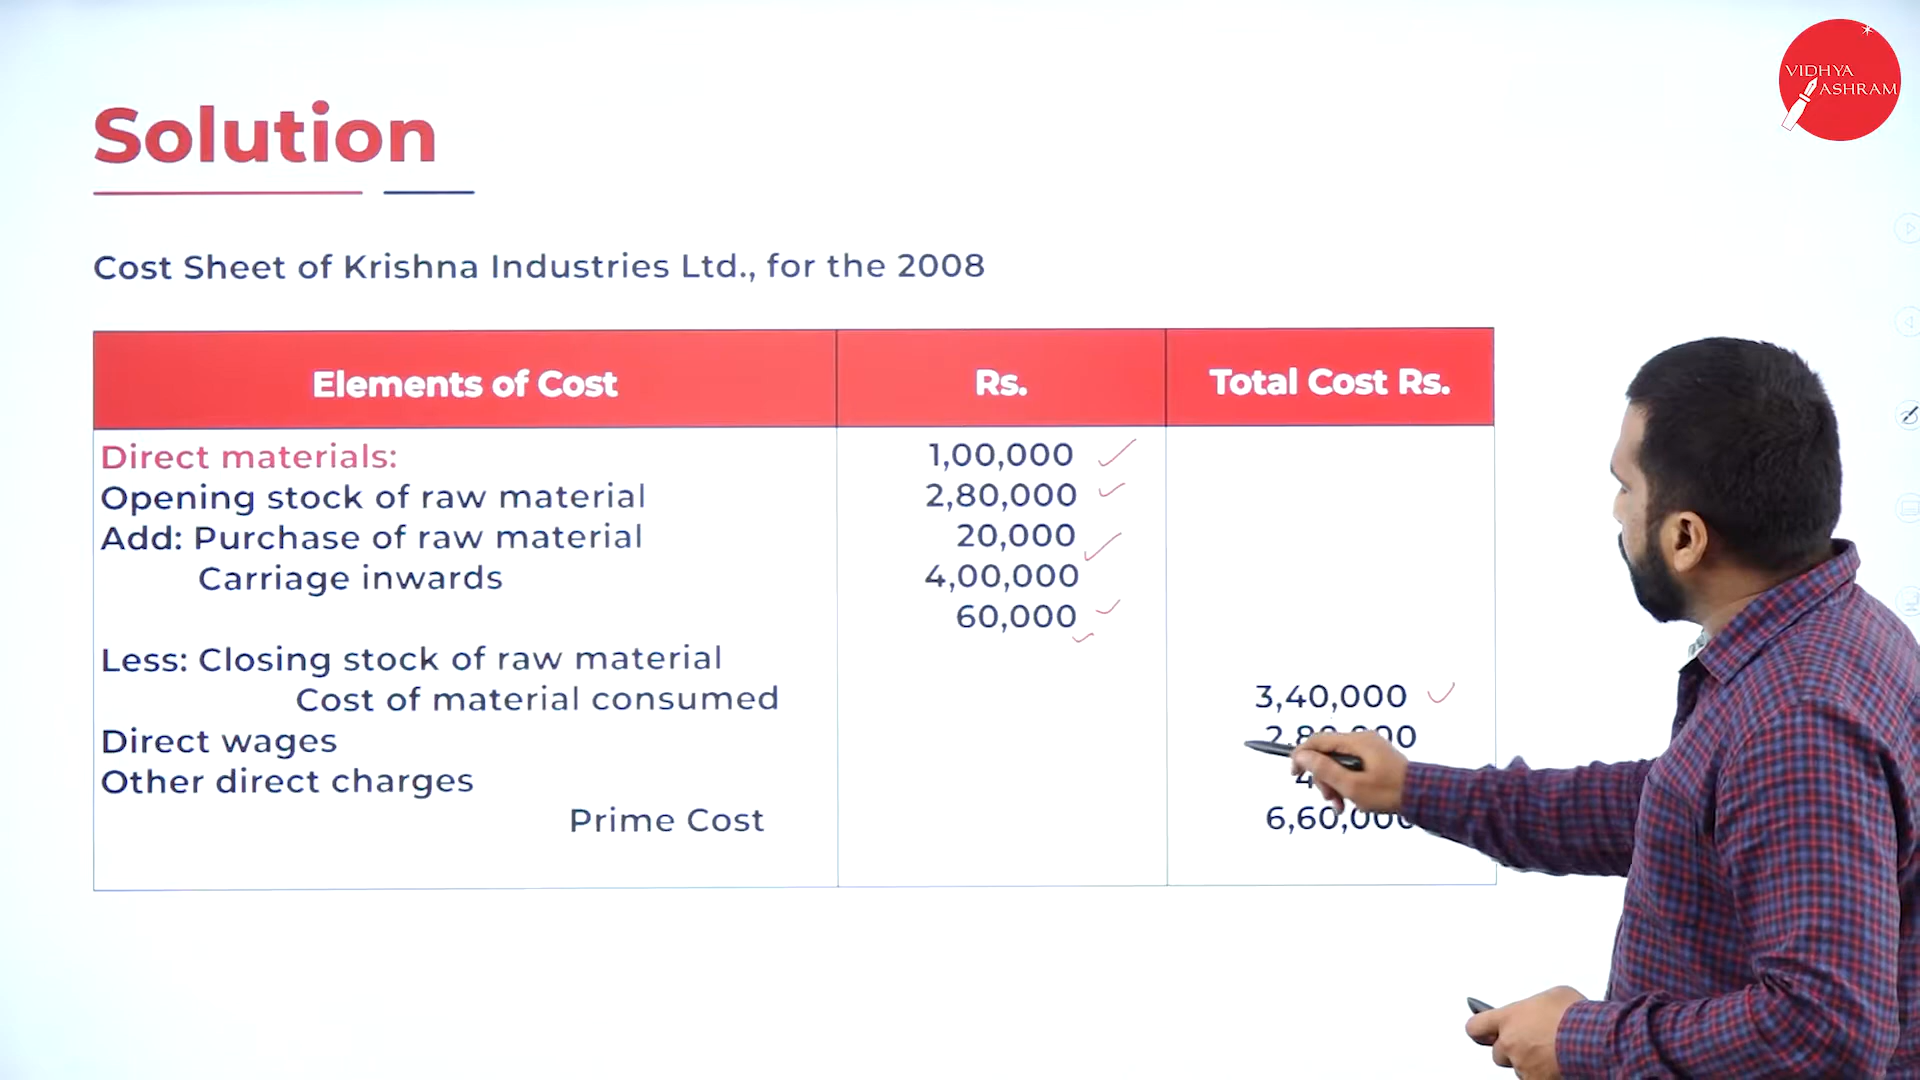 VIDHYA
ASHRAM
Solution
Cost Sheet of Krishna Industries Ltd., for the 2008
Elements of Cost Rs. Total Cost Rs.
Direct materials: 1,00,000
Opening stock of raw material 2,80,000
Add: Purchase of raw material 20,000
Carriage inwards 4,00,000
60,000
Less: Closing stock of raw material
Cost of material consumed 3,40,000
Direct wages
Other direct charges
Prime Cost 6,60,000